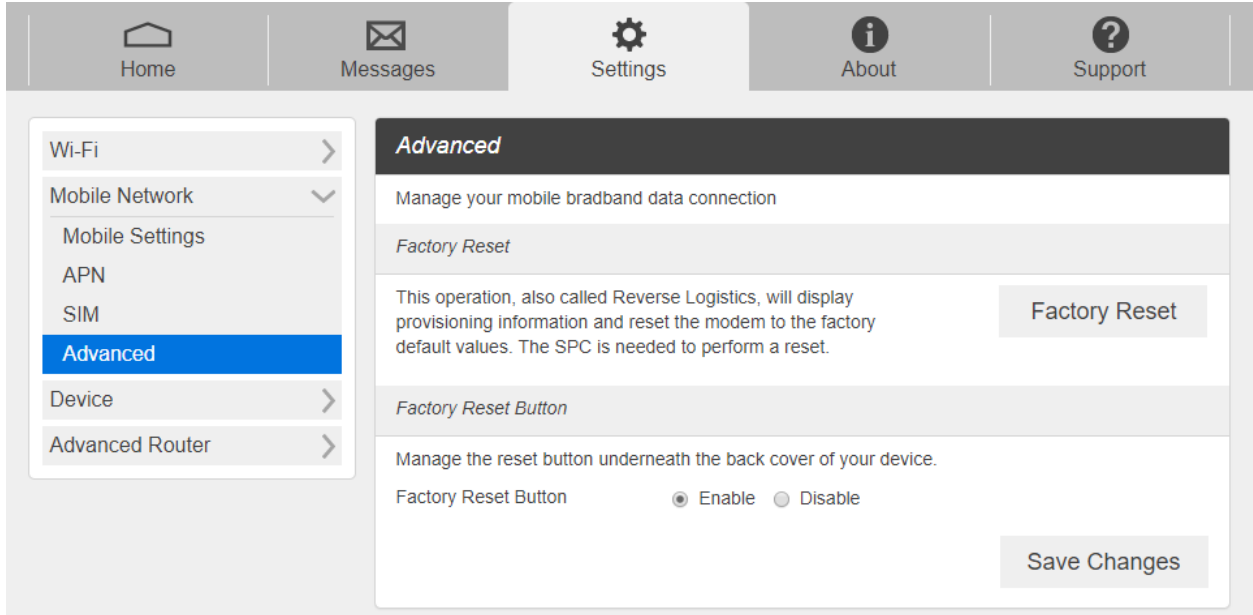 Home
Messages
Settings
About
Support
Wi-Fi
Mobile Network
Mobile Settings
APN
SIM
Advanced
Device
Advanced Router
Advanced
Manage your mobile bradband data connection
Factory Reset
This operation, also called Reverse Logistics, will display
provisioning information and reset the modem to the factory
default values. The SPC is needed to perform a reset.
Factory Reset
Factory Reset Button
Manage the reset button underneath the back cover of your device.
Factory Reset Button Enable Disable
Save Changes